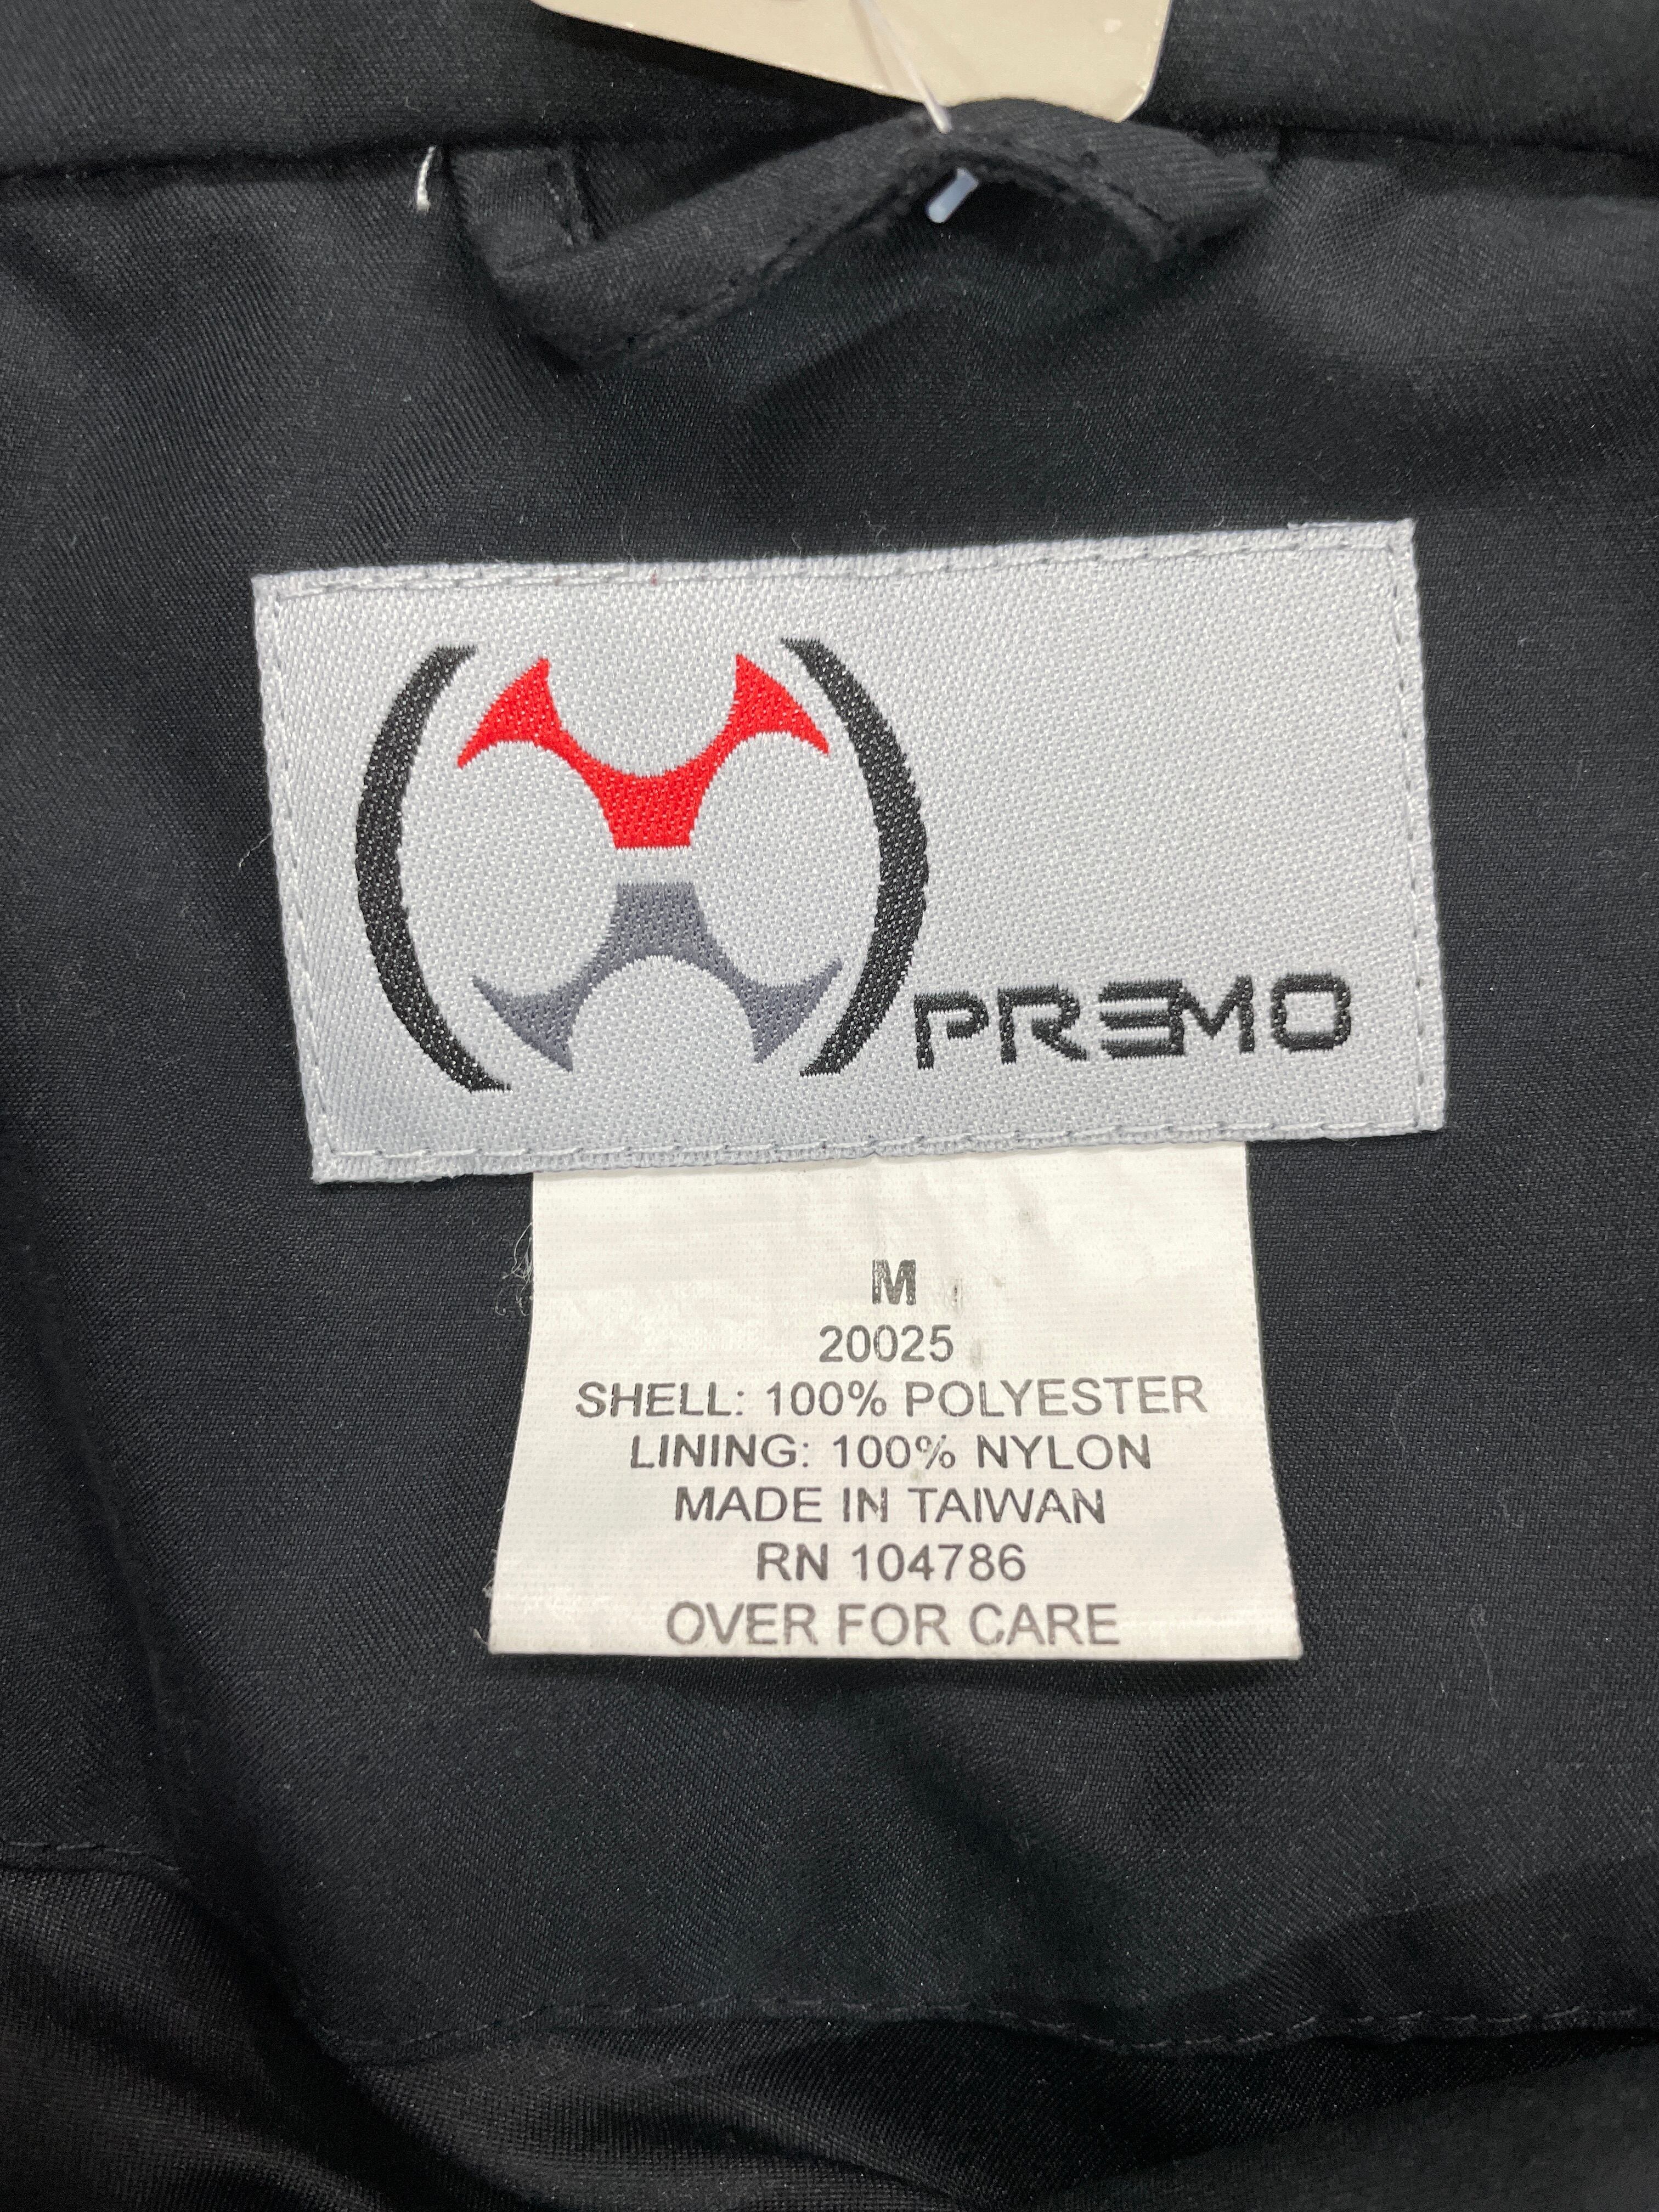 PREMO
M
20025
SHELL: 100% POLYESTER
LINING: 100% NYLON
MADE IN TAIWAN
RN 104786
OVER FOR CARE